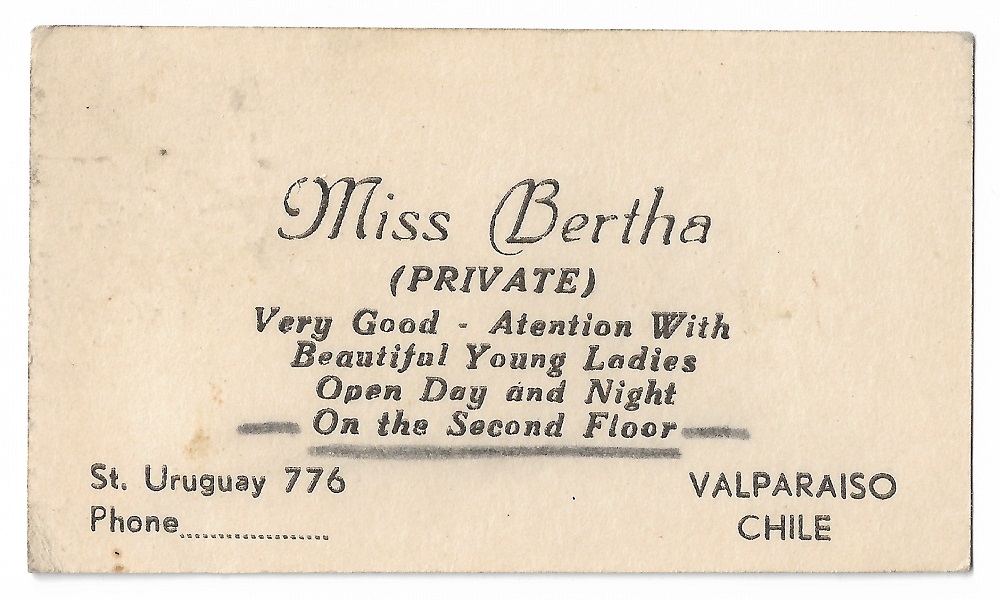 Miss Bertha
(PRIVATE)
Very Good - Atention With
Beautiful Young Ladies
Open Day and Night
On the Second Floor
St. Uruguay 776
Phone....................
VALPARAISO
CHILE